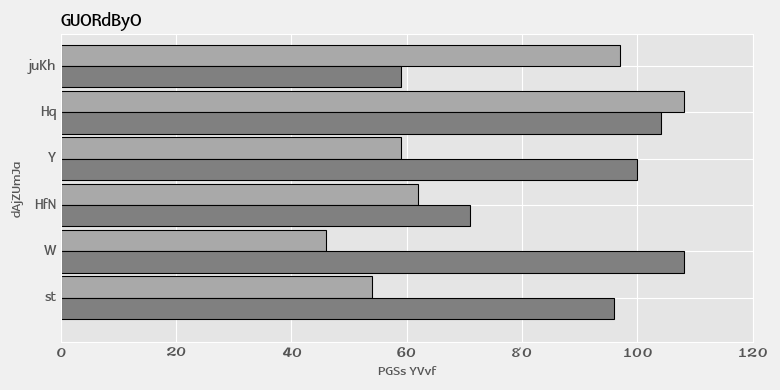 GUORdByO
juKh
Hq
Y
HfN
W
st
dAjZUmJa
0 20 40 60 80 100 120
PGSs YVvf